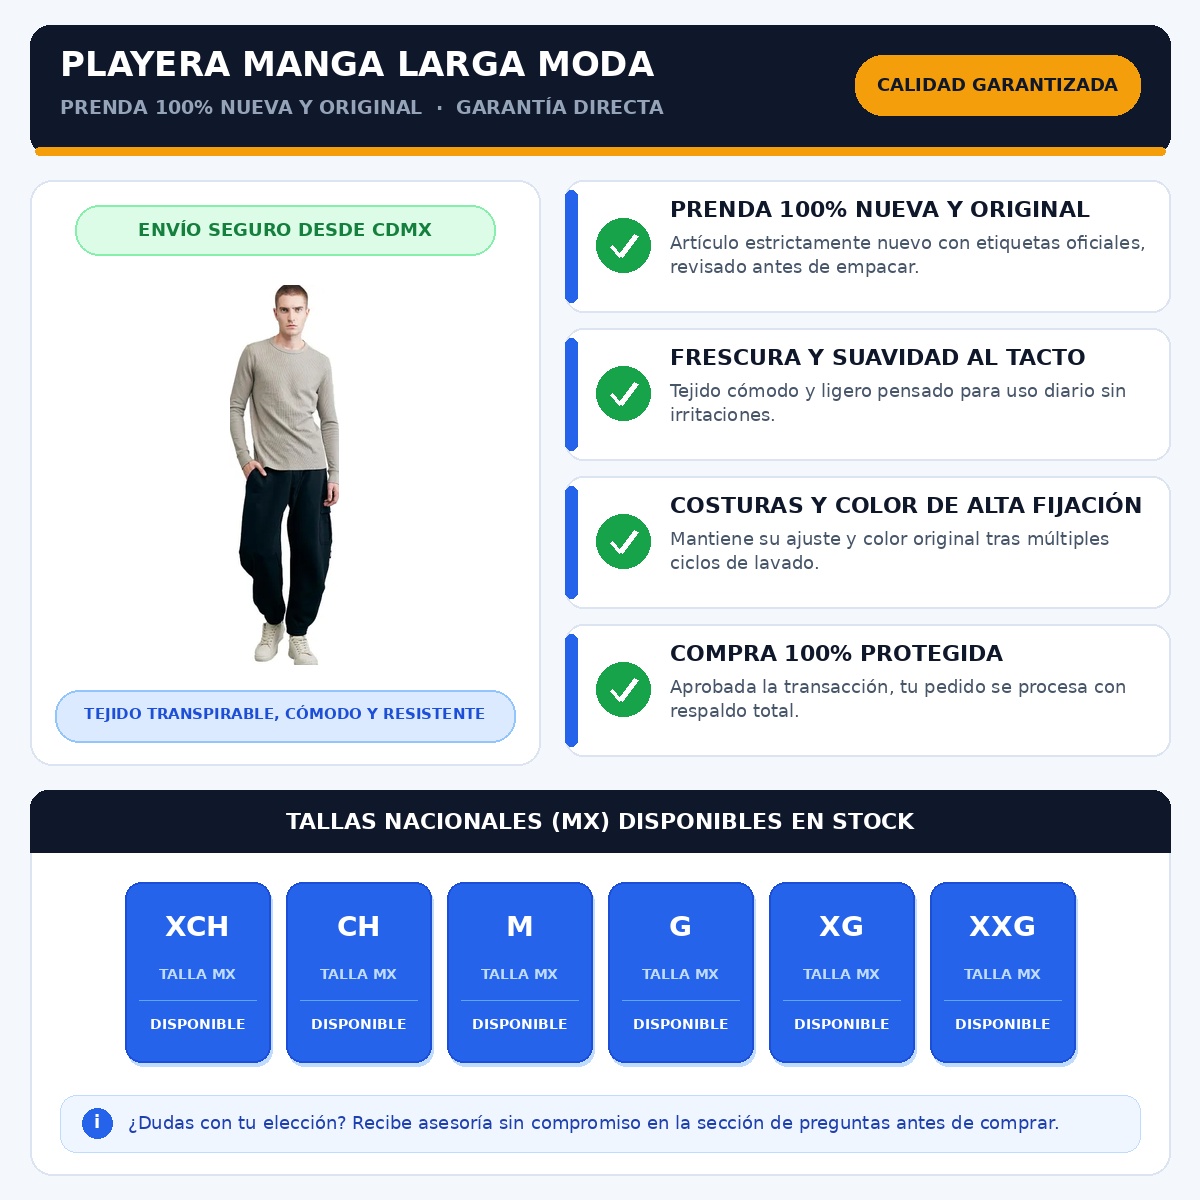 PLAYERA MANGA LARGA MODA
PRENDA 100% NUEVA Y ORIGINAL · GARANTÍA DIRECTA
CALIDAD GARANTIZADA
ENVÍO SEGURO DESDE CDMX
TEJIDO TRANSPIRABLE, CÓMODO Y RESISTENTE
PRENDA 100% NUEVA Y ORIGINAL
Artículo estrictamente nuevo con etiquetas oficiales,
revisado antes de empacar.
FRESCURA Y SUAVIDAD AL TACTO
Tejido cómodo y ligero pensado para uso diario sin
irritaciones.
COSTURAS Y COLOR DE ALTA FIJACIÓN
Mantiene su ajuste y color original tras múltiples
ciclos de lavado.
COMPRA 100% PROTEGIDA
Aprobada la transacción, tu pedido se procesa con
respaldo total.
TALLAS NACIONALES (MX) DISPONIBLES EN STOCK
XCH
TALLA MX
DISPONIBLE
CH
TALLA MX
DISPONIBLE
M
TALLA MX
DISPONIBLE
G
TALLA MX
DISPONIBLE
XG
TALLA MX
DISPONIBLE
XXG
TALLA MX
DISPONIBLE
i ¿Dudas con tu elección? Recibe asesoría sin compromiso en la sección de preguntas antes de comprar.